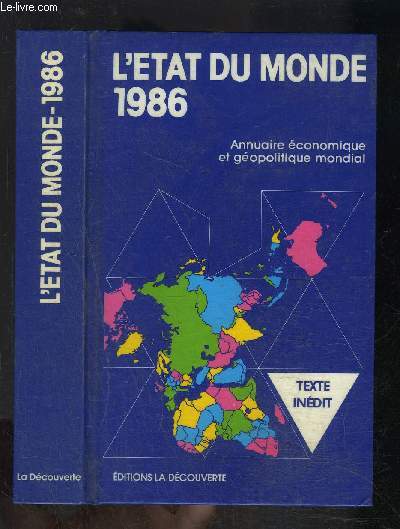 Le-livre.com
L'ETAT DU MONDE-1986
La Découverte
L'ETAT DU MONDE
1986
Annuaire économique
et géopolitique mondial
TEXTE
INÉDIT
ÉDITIONS LA DÉCOUVERTE